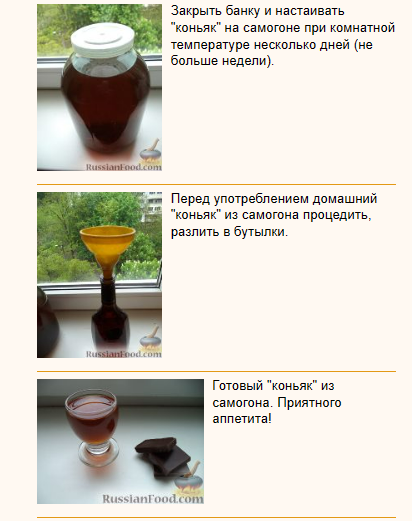 Закрыть банку и настаивать
"коньяк" на самогоне при комнатной
температуре несколько дней (не
больше недели).
RussianFood.com
Перед употреблением домашний
"коньяк" из самогона процедить,
разлить в бутылки.
RussianFood.com
Готовый "коньяк" из
самогона. Приятного
аппетита!
RussianFood.com